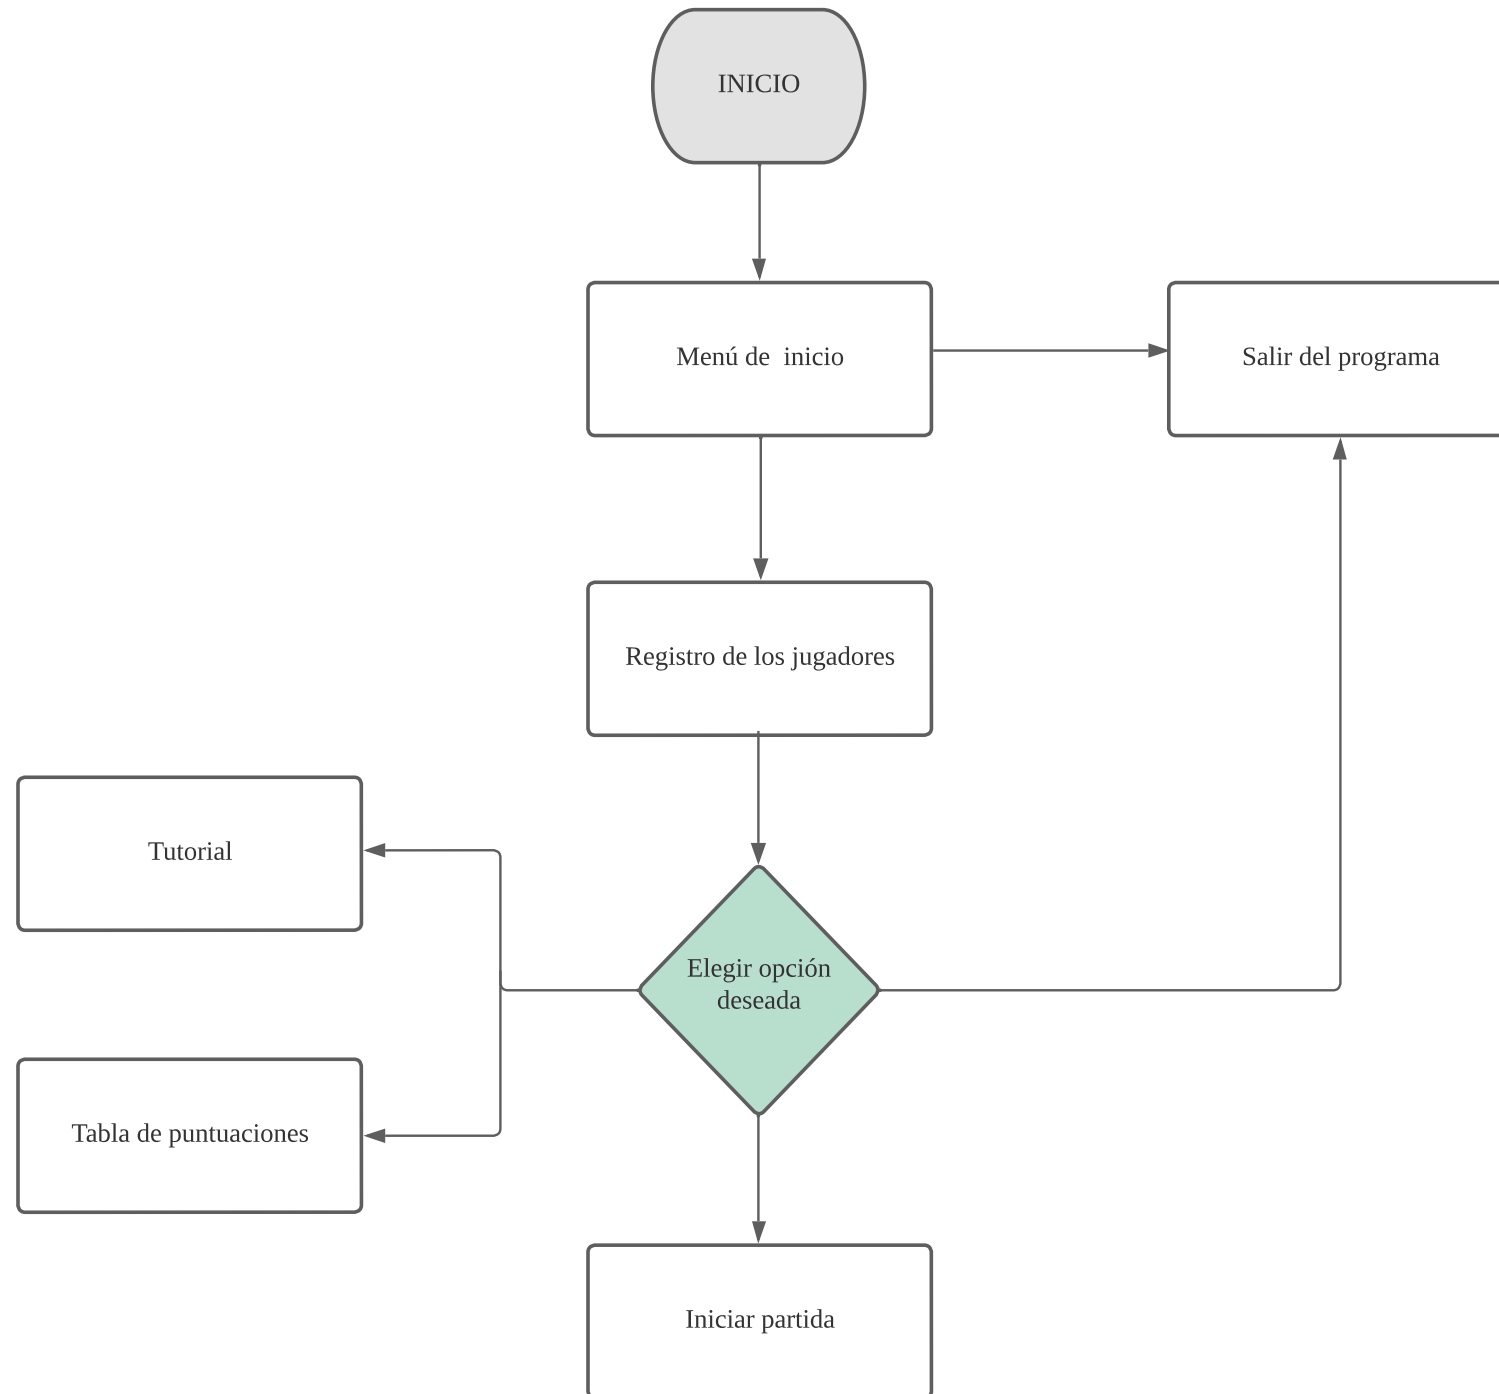 INICIO
Menú de  inicio
Salir del programa
Registro de los jugadores
Tutorial
Elegir opción
deseada
Tabla de puntuaciones
Iniciar partida